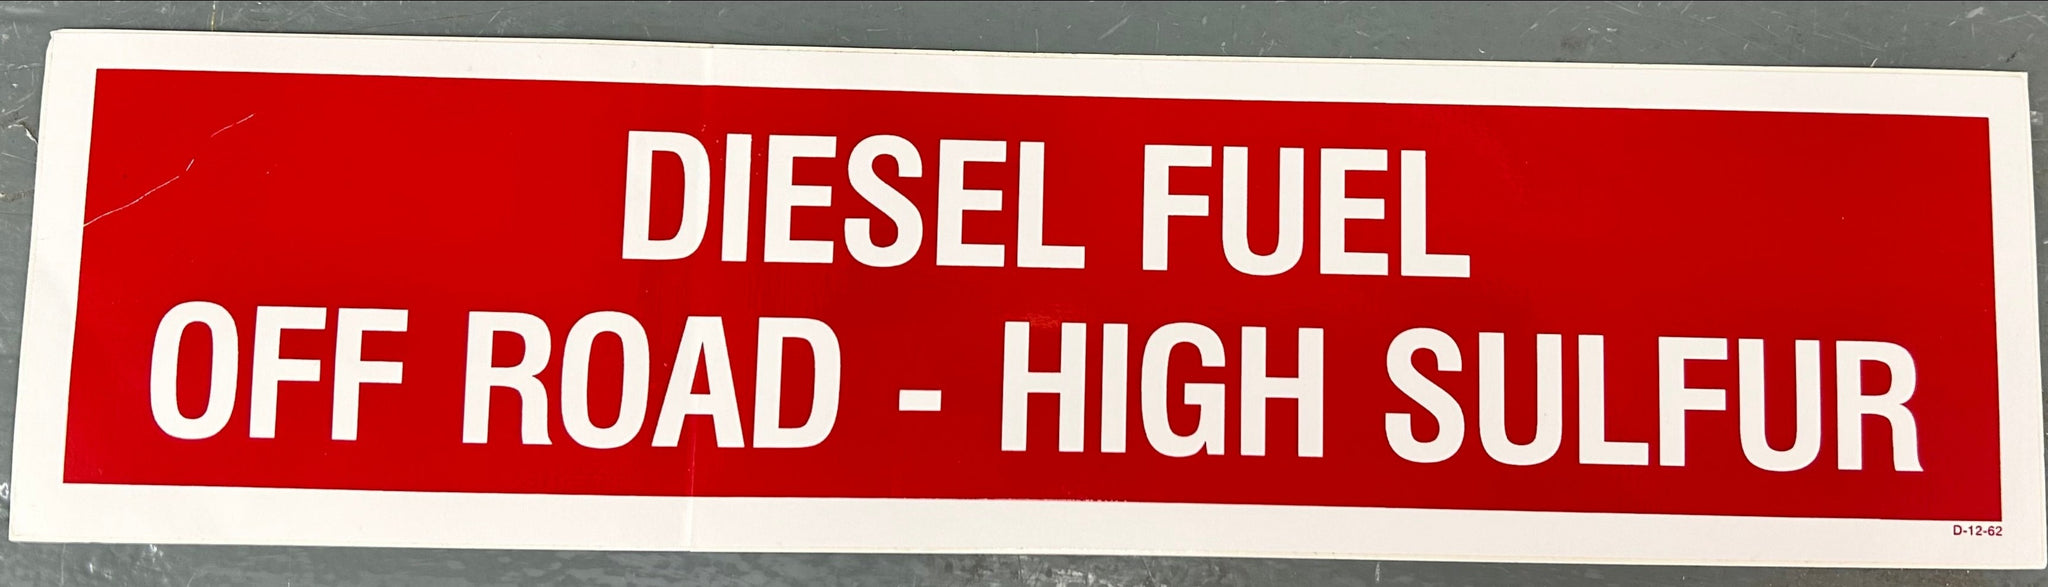 DIESEL FUEL
OFF ROAD - HIGH SULFUR
D-12-62